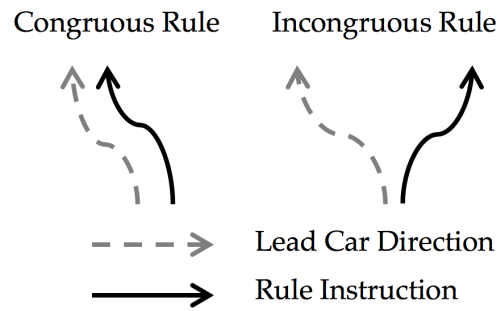 Congruous Rule
Incongruous Rule
Lead Car Direction
Rule Instruction